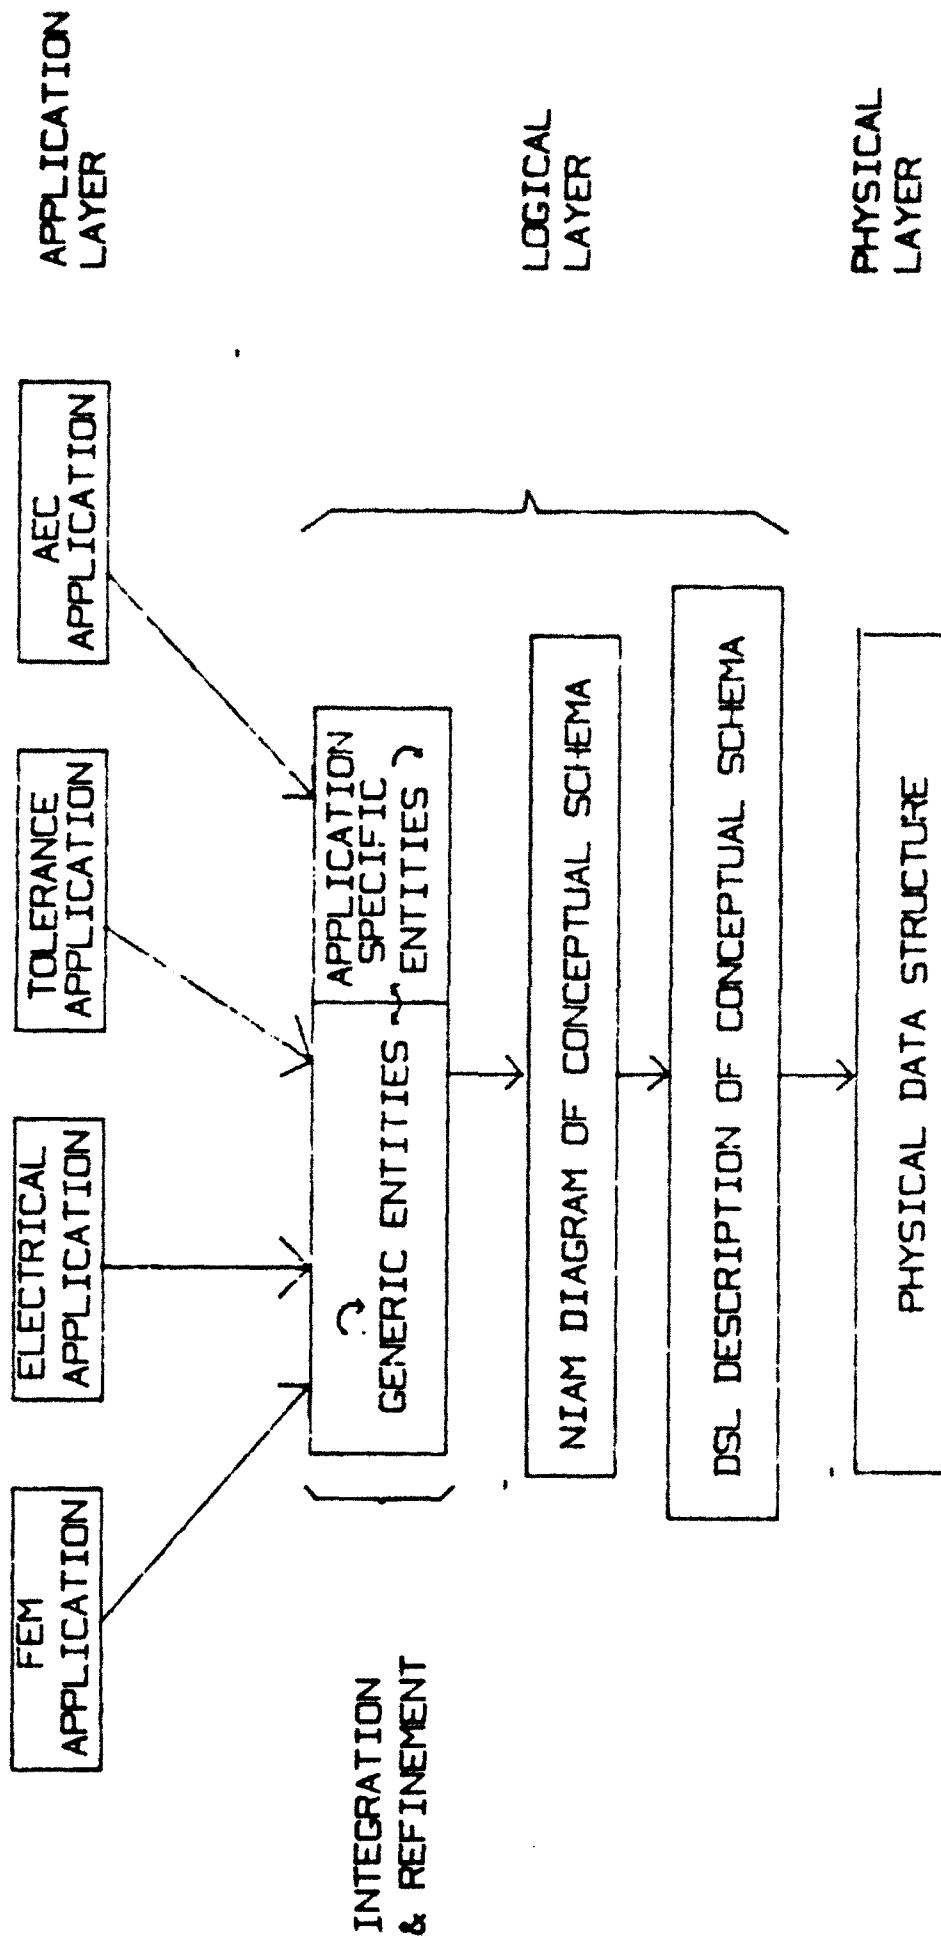 FEM
APPLICATION
ELECTRICAL
APPLICATION
TOLERANCE
APPLICATION
AEC
APPLICATION
APPLICATION
LAYER
INTEGRATION
& REFINEMENT
GENERIC ENTITIES
APPLICATION
SPECIFIC
ENTITIES
NIAM DIAGRAM OF CONCEPTUAL SCHEMA
LOGICAL
LAYER
DSL DESCRIPTION OF CONCEPTUAL SCHEMA
PHYSICAL DATA STRUCTURE
PHYSICAL
LAYER